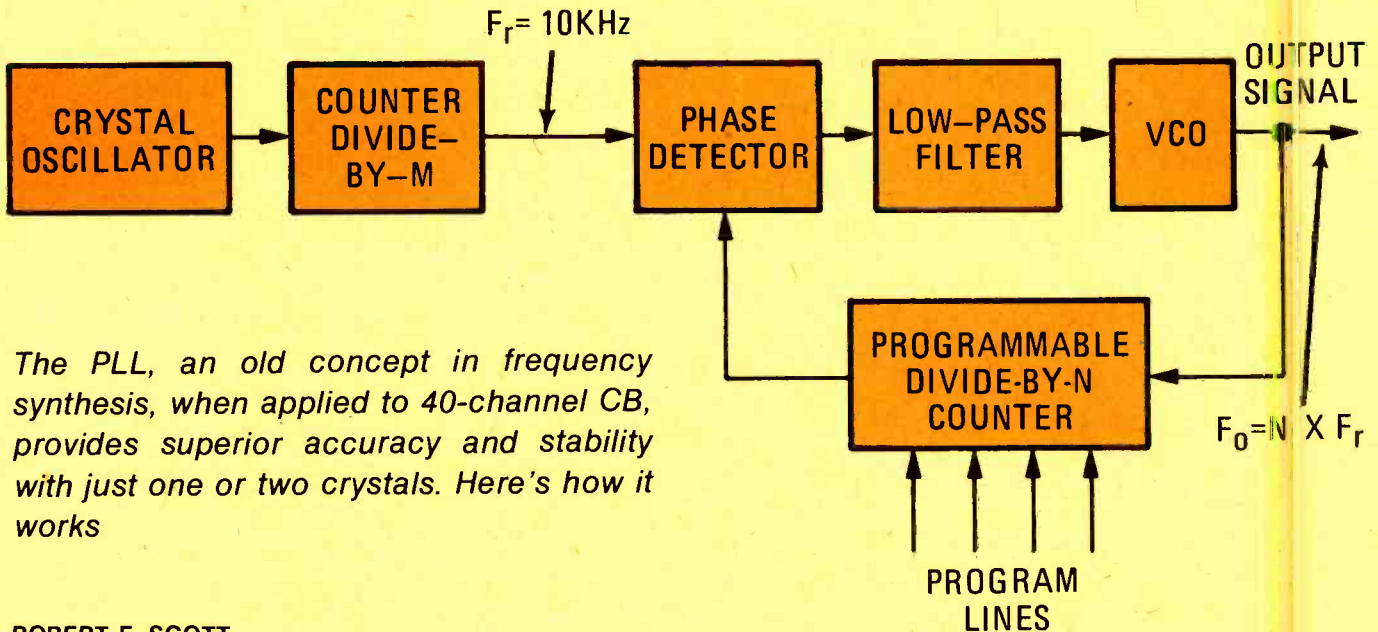 Fr= 10KHz
CRYSTAL
OSCILLATOR
COUNTER
DIVIDE–
BY–M
PHASE
DETECTOR
LOW–PASS
FILTER
VCO
OUTPUT
SIGNAL
PROGRAMMABLE
DIVIDE-BY-N
COUNTER
Fo=N X Fr
PROGRAM
LINES
The PLL, an old concept in frequency
synthesis, when applied to 40-channel CB,
provides superior accuracy and stability
with just one or two crystals. Here's how it
works
ROBERT F. SCOTT